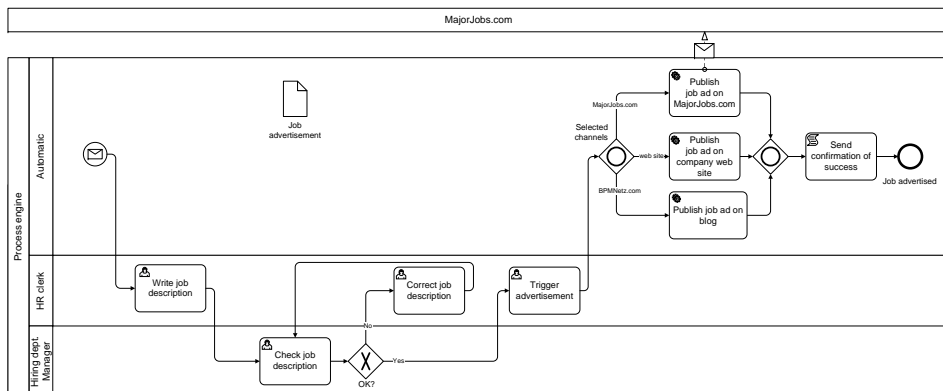 MajorJobs.com
Process engine
Automatic
HR clerk
Hiring dept.
Manager
Job
advertisement
Write job
description
Check job
description
OK?
No
Yes
Correct job
description
Trigger
advertisement
Selected
channels
MajorJobs.com
web site
BPMNetz.com
Publish
job ad on
MajorJobs.com
Publish
job ad on
company web
site
Publish job ad on
blog
Send
confirmation of
success
Job advertised